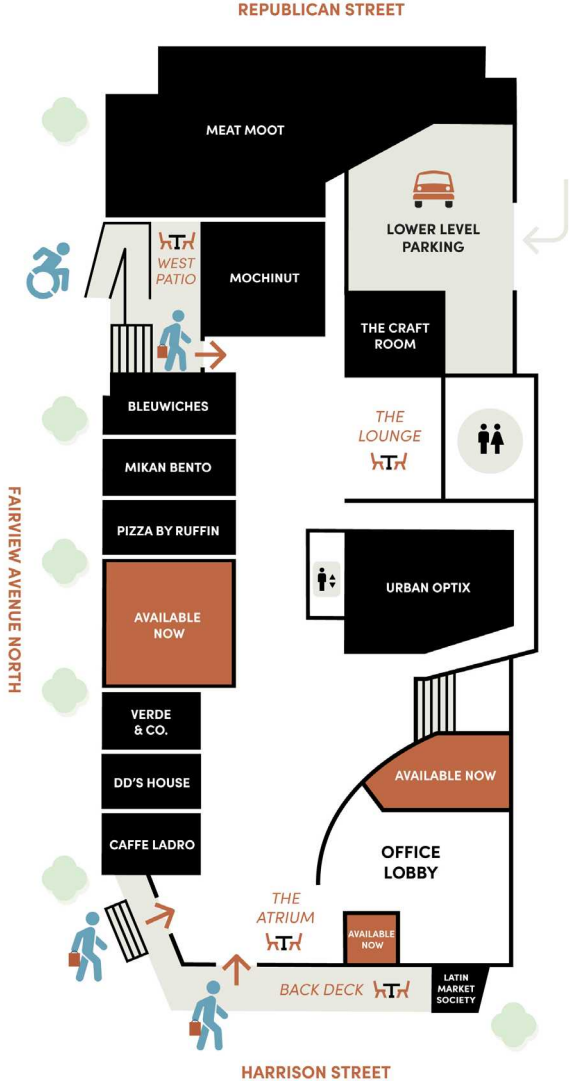 REPUBLICAN STREET
MEAT MOOT
LOWER LEVEL
PARKING
WEST
PATIO
MOCHINUT
THE CRAFT
ROOM
BLEUWICHES
THE
LOUNGE
MIKAN BENTO
PIZZA BY RUFFIN
FAIRVIEW AVENUE NORTH
URBAN OPTIX
AVAILABLE
NOW
VERDE
& CO.
AVAILABLE NOW
DD'S HOUSE
CAFFE LADRO
OFFICE
LOBBY
THE
ATRIUM
AVAILABLE
NOW
BACK DECK
LATIN
MARKET
SOCIETY
HARRISON STREET